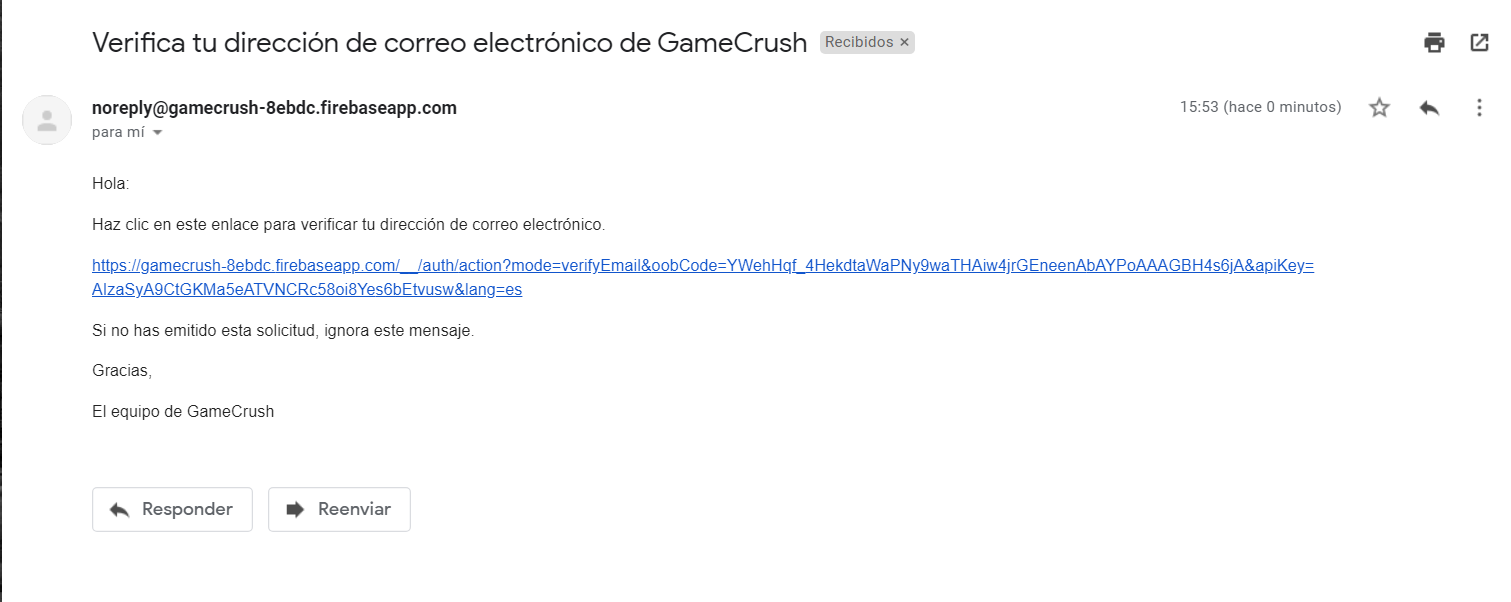 Verifica tu dirección de correo electrónico de GameCrush Recibidos ×
noreply@gamecrush-8ebdc.firebaseapp.com 15:53 (hace 0 minutos)
para mí
Hola:
Haz clic en este enlace para verificar tu dirección de correo electrónico.
https://gamecrush-8ebdc.firebaseapp.com/__/auth/action?mode=verifyEmail&oobCode=YWehHqf_4HekdtaWaPNy9waTHAiw4jrGEneenAbAYPoAAAGBH4s6jA&apiKey=
AIzaSyA9CtGKMa5eATVNCRc58oi8Yes6bEtvusw&lang=es
Si no has emitido esta solicitud, ignora este mensaje.
Gracias,
El equipo de GameCrush
Responder Reenviar